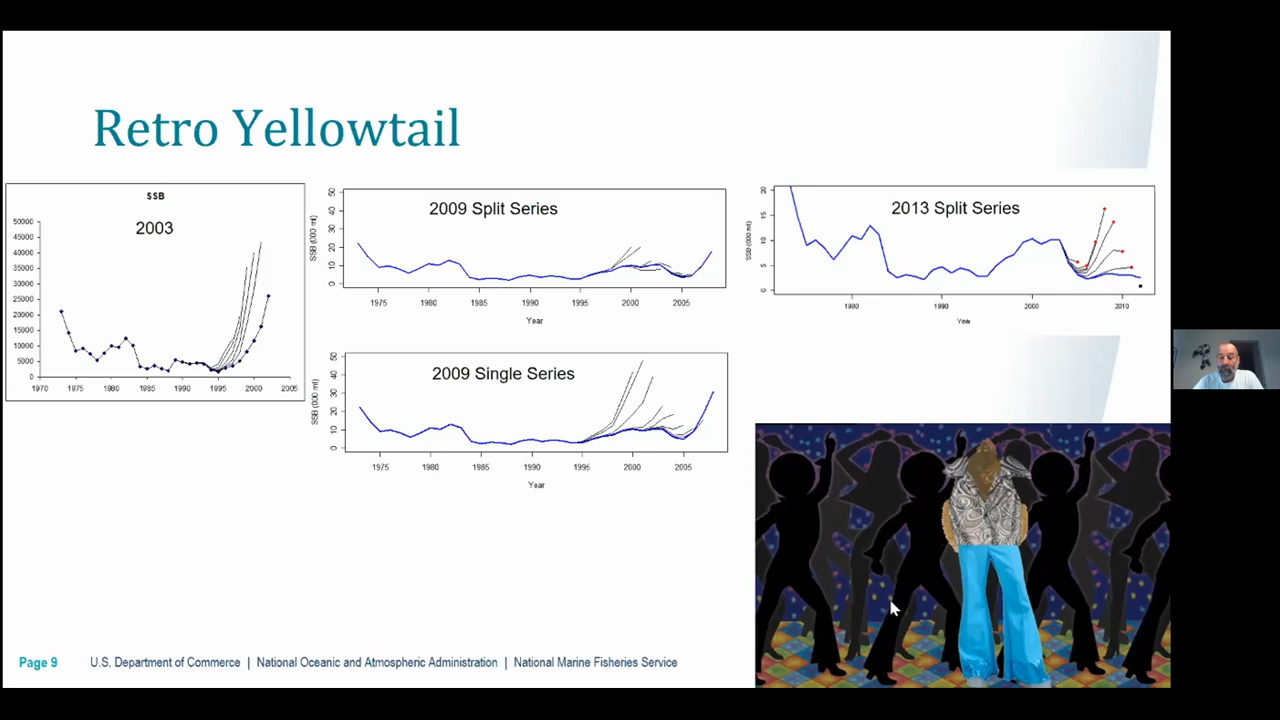 Retro Yellowtail
SSB
2003
50000
45000
40000
35000
30000
25000
20000
15000
10000
5000
0
1970 1975 1980 1985 1990 1995 2000 2005
2009 Split Series
SSB (000 mt)
50
40
30
20
10
0
1975 1980 1985 1990 1995 2000 2005
Year
2009 Single Series
SSB (000 mt)
50
40
30
20
10
0
1975 1980 1985 1990 1995 2000 2005
Year
2013 Split Series
SSB (000 mt)
20
15
10
5
0
1980 1990 2000 2010
Year
Page 9 U.S. Department of Commerce | National Oceanic and Atmospheric Administration | National Marine Fisheries Service